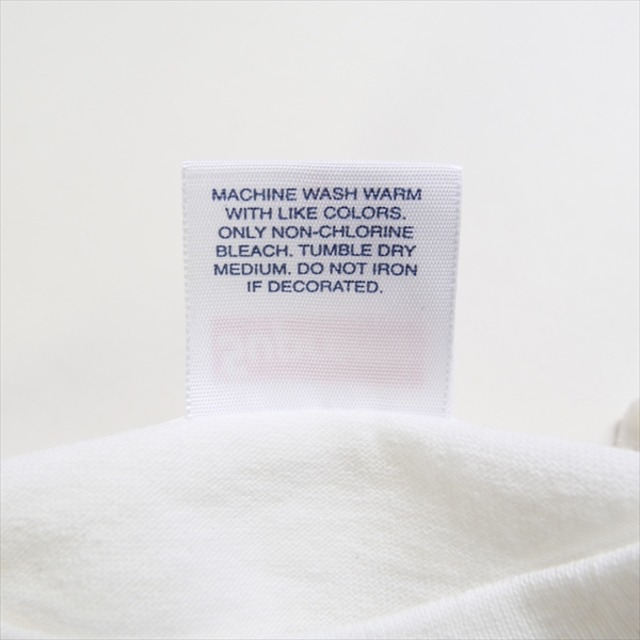 MACHINE WASH WARM
WITH LIKE COLORS.
ONLY NON-CHLORINE
BLEACH. TUMBLE DRY
MEDIUM. DO NOT IRON
IF DECORATED.